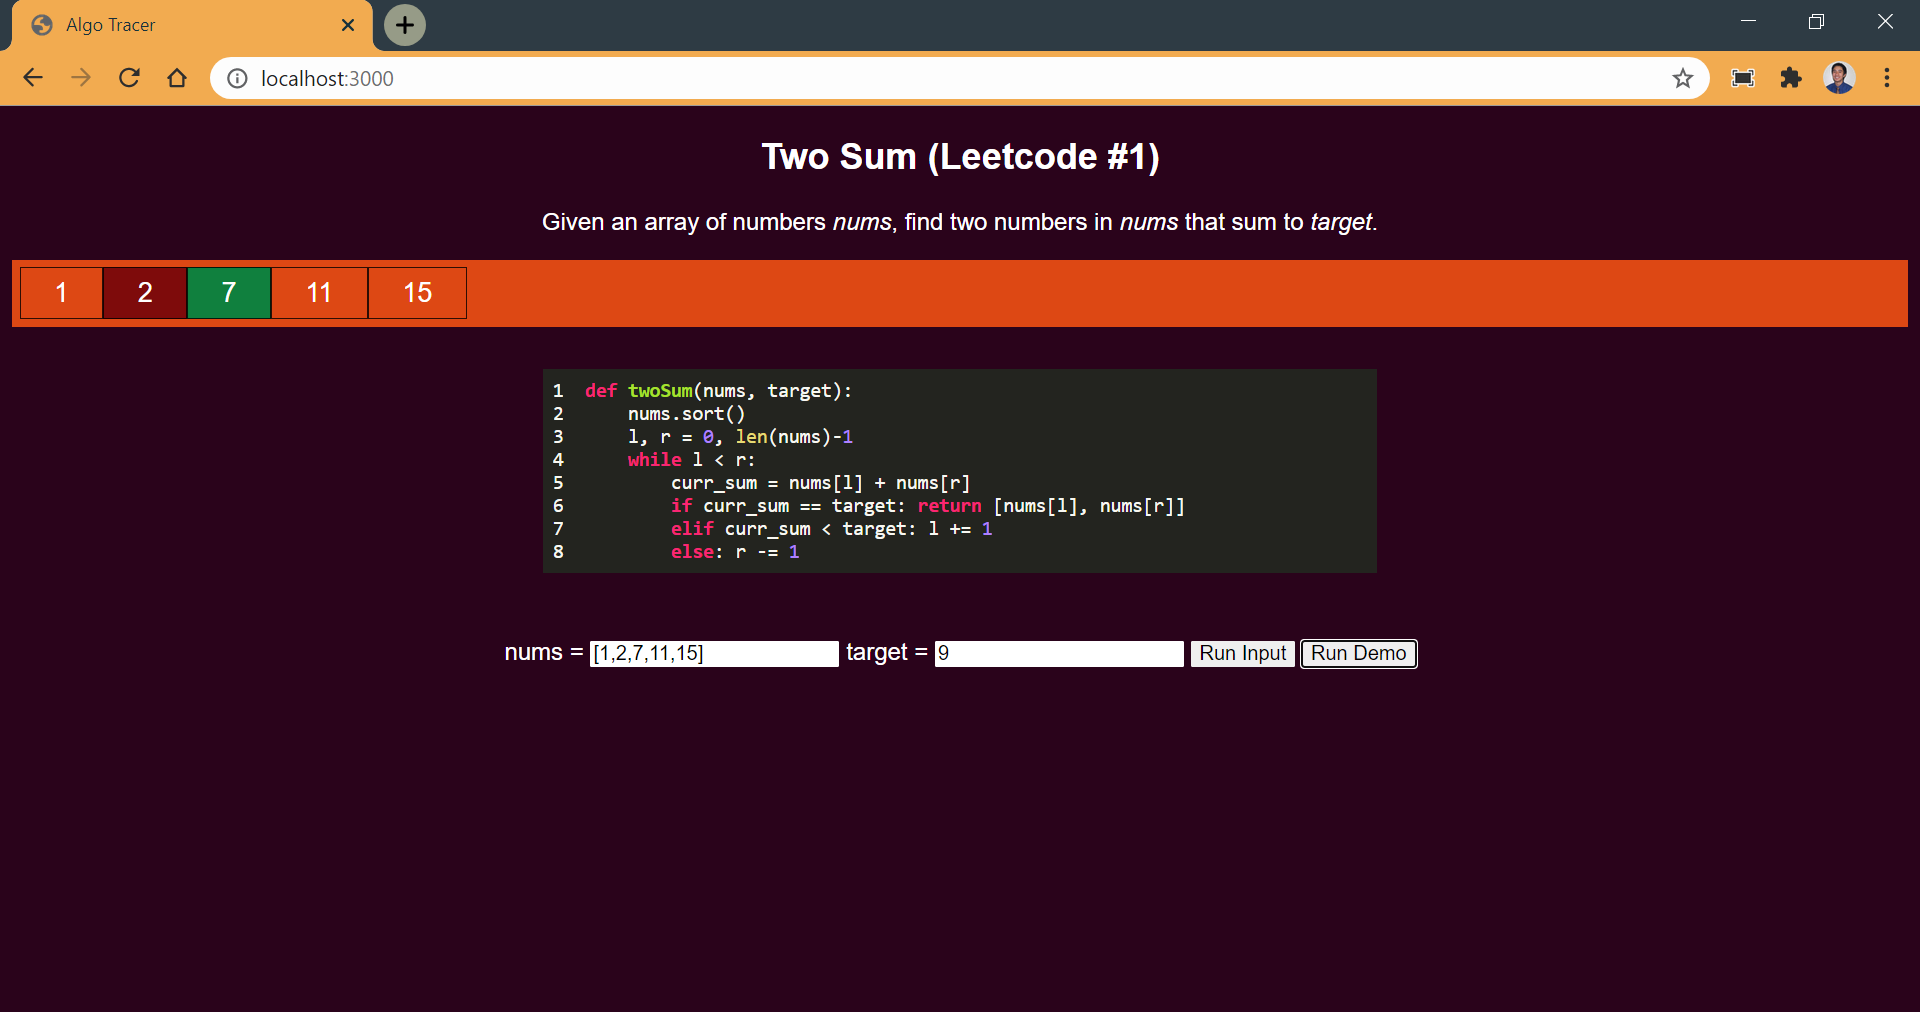 Algo Tracer
localhost:3000
Two Sum (Leetcode #1)
Given an array of numbers nums, find two numbers in nums that sum to target.
1 2 7 11 15
1 def twoSum(nums, target):
2     nums.sort()
3     l, r = 0, len(nums)-1
4     while l < r:
5         curr_sum = nums[l] + nums[r]
6         if curr_sum == target: return [nums[l], nums[r]]
7         elif curr_sum < target: l += 1
8         else: r -= 1
nums = [1,2,7,11,15] target = 9 Run Input Run Demo